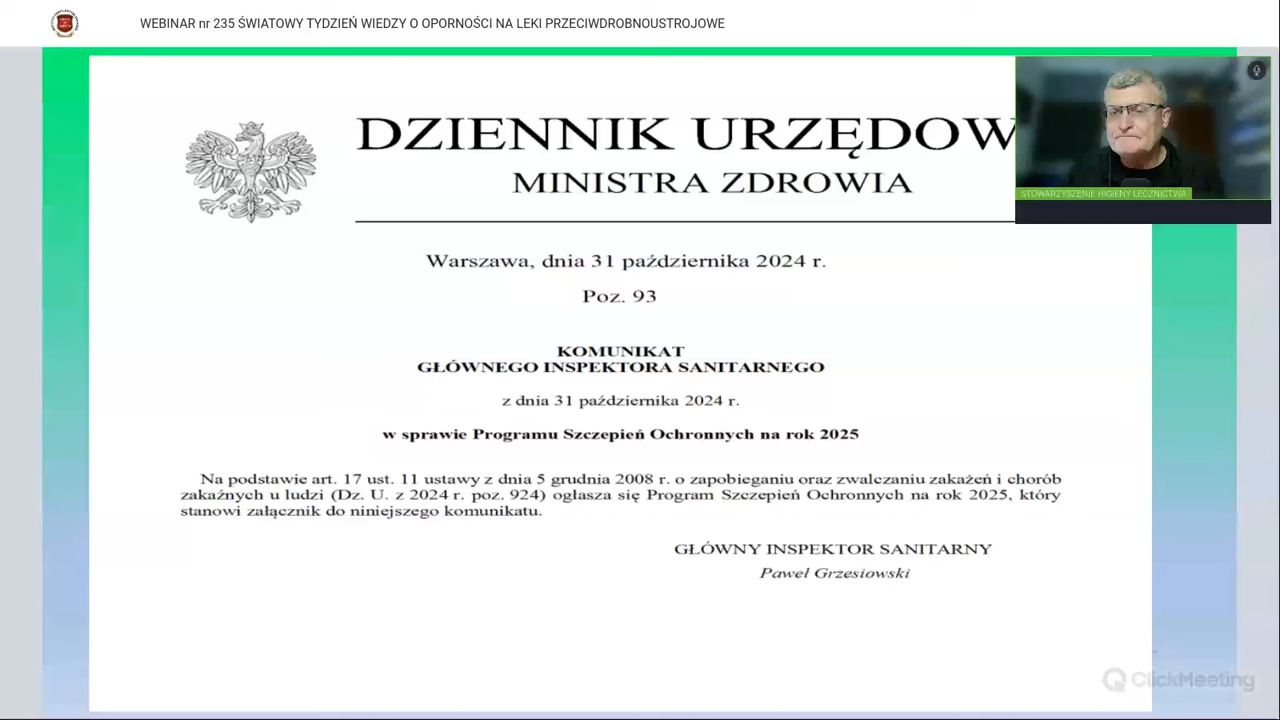 WEBINAR nr 235 ŚWIATOWY TYDZIEŃ WIEDZY O OPORNOŚCI NA LEKI PRZECIWDROBNOUSTROJOWE
DZIENNIK URZĘDOW
MINISTRA ZDROWIA
STOWARZYSZENIE HIGIENY LECZNICTWA
Warszawa, dnia 31 października 2024 r.
Poz. 93
KOMUNIKAT
GŁÓWNEGO INSPEKTORA SANITARNEGO
z dnia 31 października 2024 r.
w sprawie Programu Szczepień Ochronnych na rok 2025
Na podstawie art. 17 ust. 11 ustawy z dnia 5 grudnia 2008 r. o zapobieganiu oraz zwalczaniu zakażeń i chorób
zakaźnych u ludzi (Dz. U. z 2024 r. poz. 924) ogłasza się Program Szczepień Ochronnych na rok 2025, który
stanowi załącznik do niniejszego komunikatu.
GŁÓWNY INSPEKTOR SANITARNY
Paweł Grzesiowski
ClickMeeting